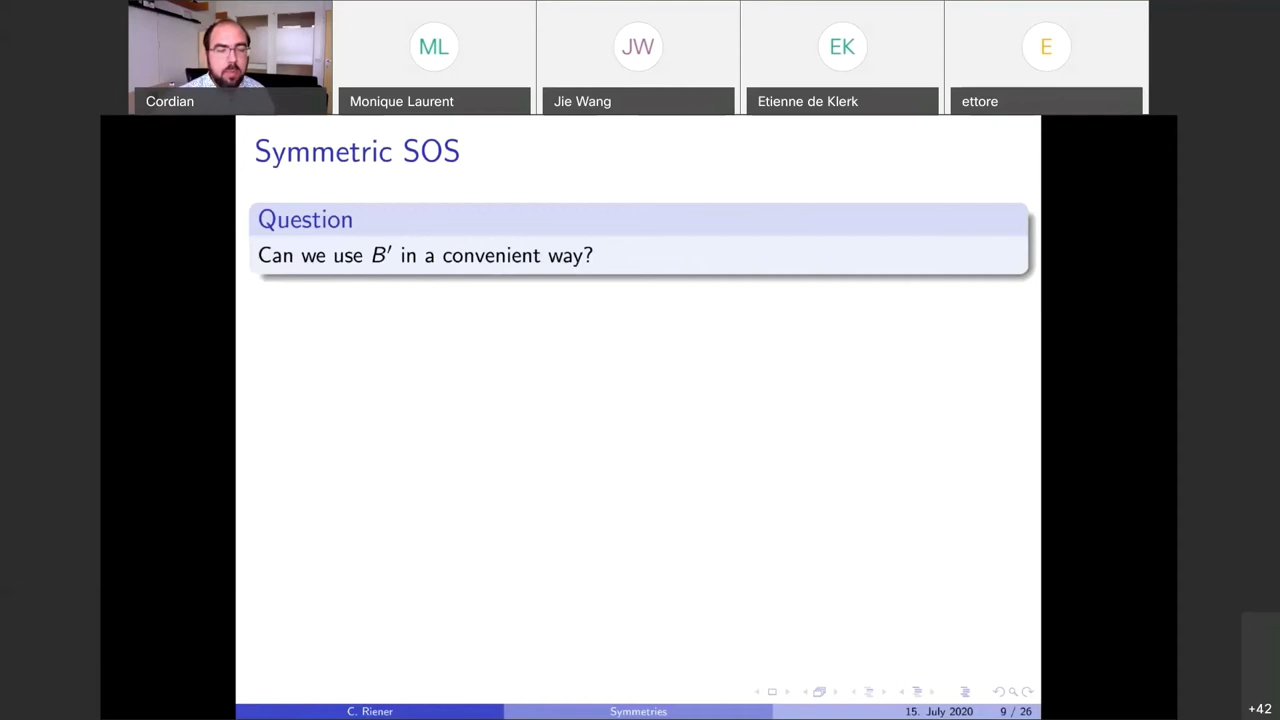 ML
JW
EK
E
Cordian
Monique Laurent
Jie Wang
Etienne de Klerk
ettore
Symmetric SOS
Question
Can we use B′ in a convenient way?
C. Riener
Symmetries
15. July 2020
9 / 26
+42